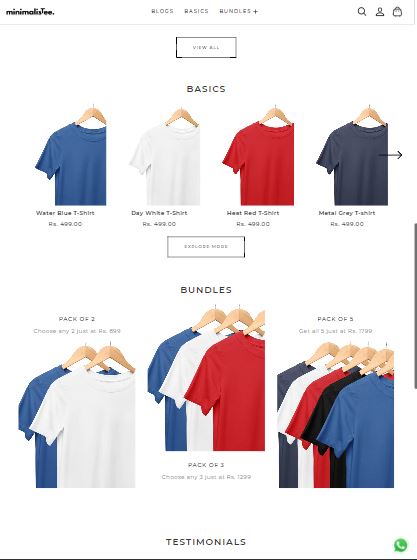 minimalisTee.
BLOGS BASICS BUNDLES +
VIEW ALL
BASICS
Water Blue T-Shirt
Rs. 499.00
Day White T-Shirt
Rs. 499.00
Heat Red T-Shirt
Rs. 499.00
Metal Grey T-shirt
Rs. 499.00
EXPLORE MORE
BUNDLES
PACK OF 2
Choose any 2 just at Rs. 699
PACK OF 3
Choose any 3 just at Rs. 1299
PACK OF 5
Get all 5 just at Rs. 1799
TESTIMONIALS